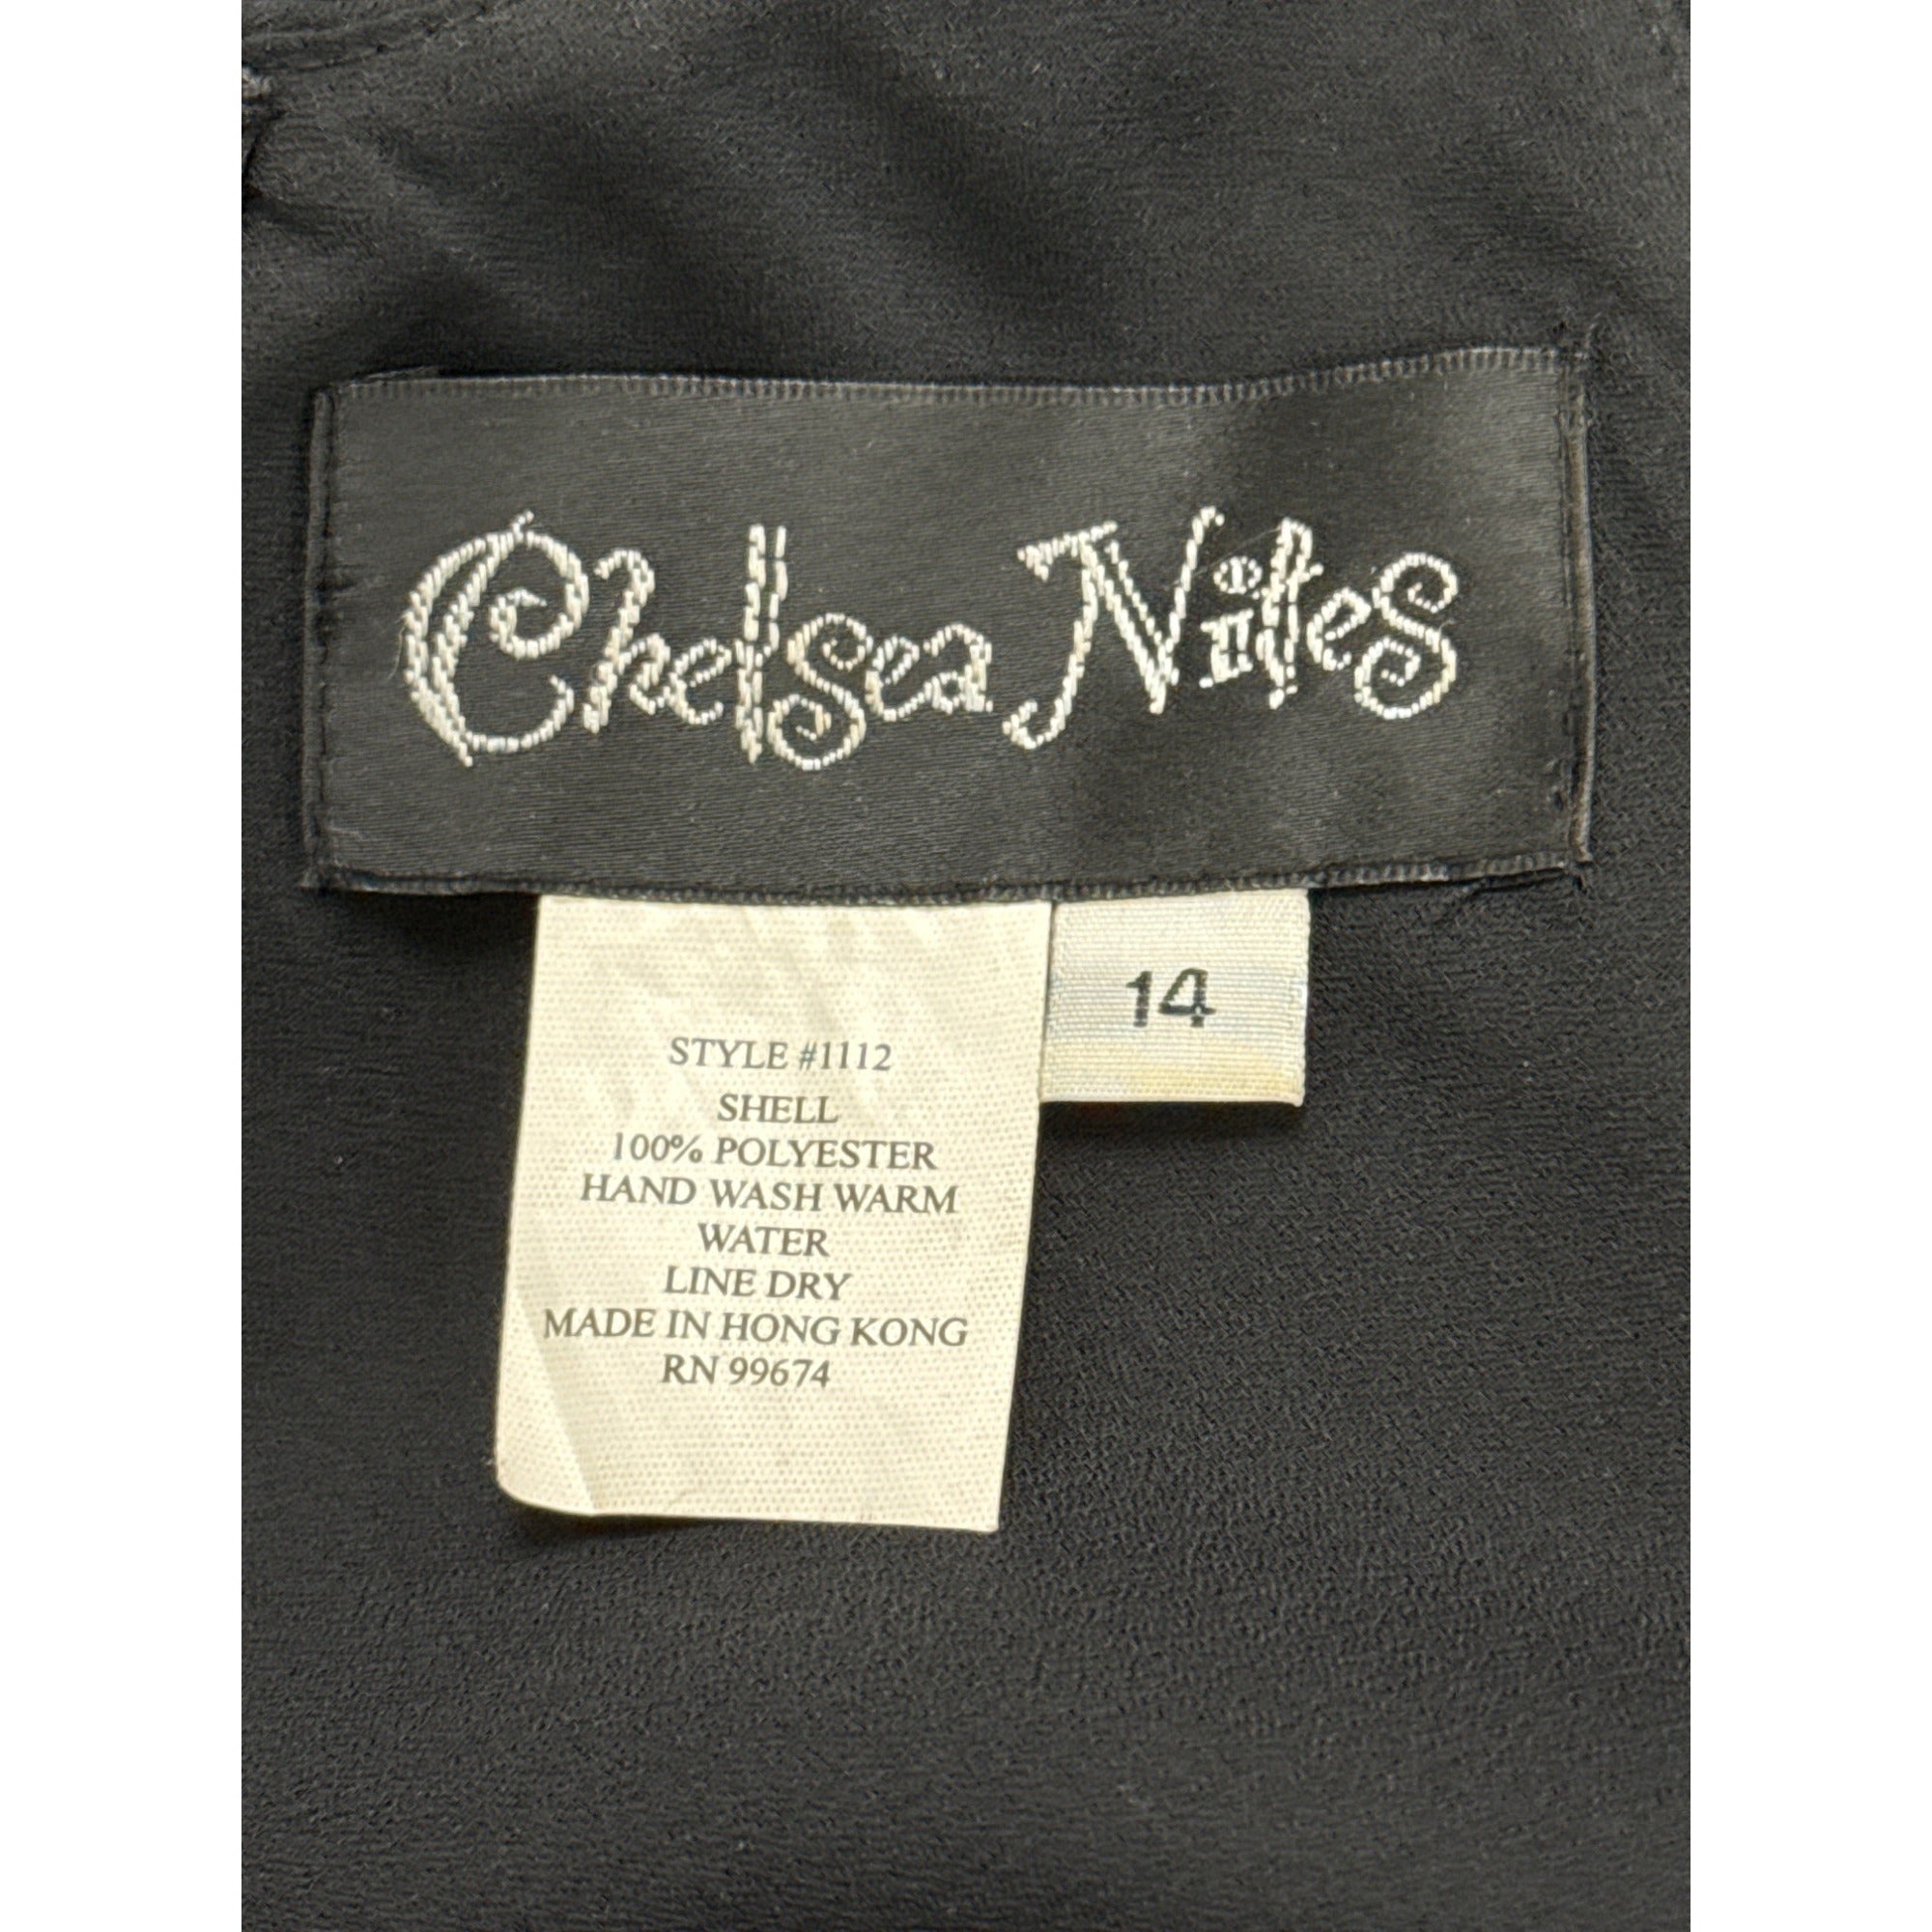 Chelsea Nites
14
STYLE #1112
SHELL
100% POLYESTER
HAND WASH WARM
WATER
LINE DRY
MADE IN HONG KONG
RN 99674